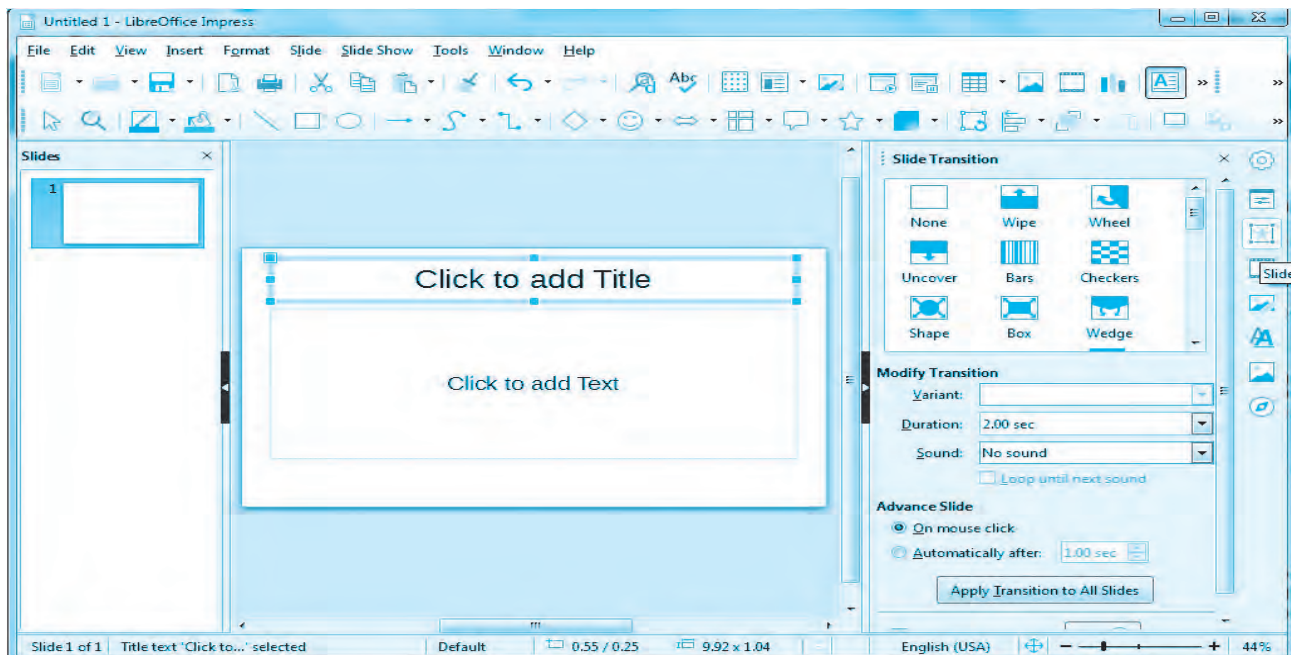 Untitled 1 - LibreOffice Impress
File Edit View Insert Format Slide Slide Show Tools Window Help
Abc
A
» »
»
Slides ×
1
Click to add Title
Click to add Text
Slide Transition ×
None Wipe Wheel
Uncover Bars Checkers
Shape Box Wedge
Slide
Modify Transition
Variant:
Duration: 2.00 sec
Sound: No sound
Loop until next sound
Advance Slide
On mouse click
Automatically after: 1.00 sec
Apply Transition to All Slides
Slide 1 of 1 Title text 'Click to...' selected Default 0.55 / 0.25 9.92 x 1.04 English (USA) 44%